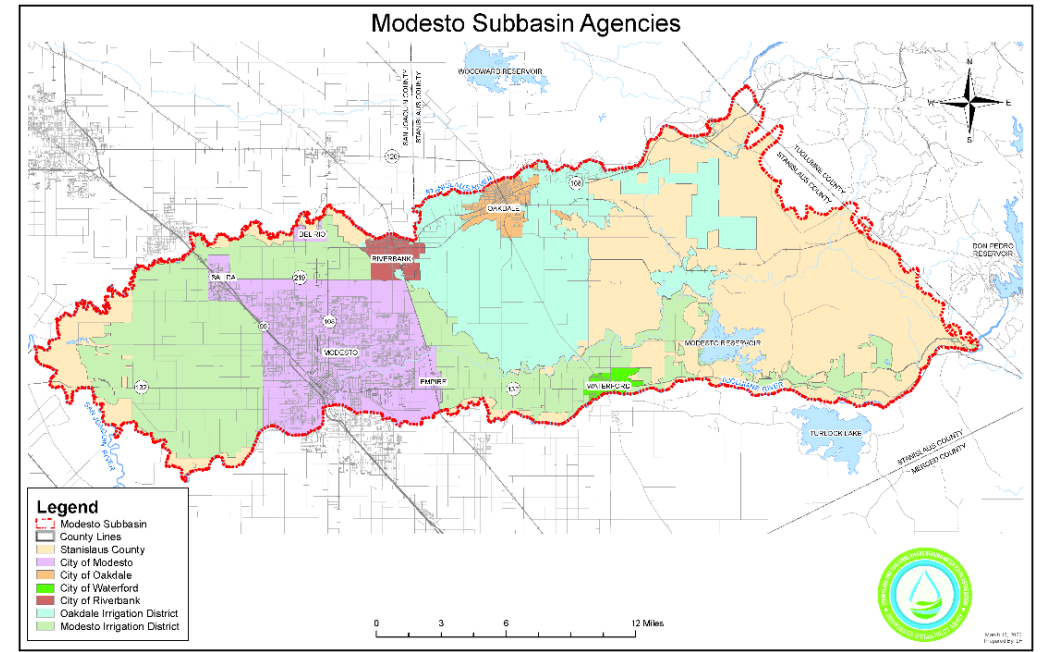 Modesto Subbasin Agencies
WOODWARD RESERVOIR
SAN JOAQUIN COUNTY
STANISLAUS COUNTY
N
W
E
S
120
TUOLUMNE COUNTY
STANISLAUS COUNTY
STANISLAUS RIVER
108
OAKDALE
DEL RIO
RIVERBANK
DON PEDRO
RESERVOIR
219
99
108
MODESTO
MODESTO RESERVOIR
EMPIRE
132
132
WATERFORD
TUOLUMNE RIVER
SAN JOAQUIN RIVER
TURLOCK LAKE
STANISLAUS COUNTY
MERCED COUNTY
Legend
Modesto Subbasin
County Lines
Stanislaus County
City of Modesto
City of Oakdale
City of Waterford
City of Riverbank
Oakdale Irrigation District
Modesto Irrigation District
0
3
6
12 Miles